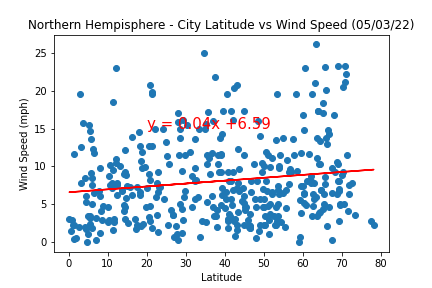 Northern Hempisphere - City Latitude vs Wind Speed (05/03/22)
25
20
15
10
5
0
Wind Speed (mph)
y = 0.04x +6.59
0 10 20 30 40 50 60 70 80
Latitude